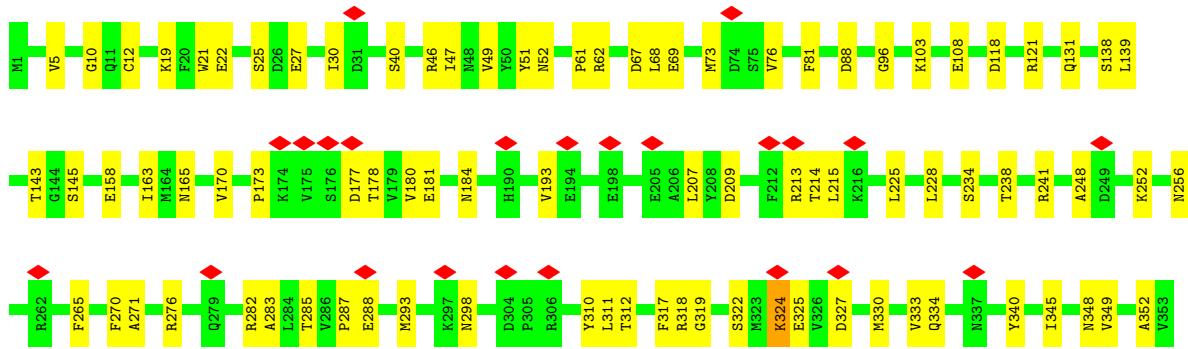 M1 V5 G10 Q11 C12 K19 F20 W21 E22 S25 D26 E27 I30 D31 S40 R46 I47 N48 V49 Y50 Y51 N52 P61 R62 D67 L68 E69 M73 D74 S75 V76 F81 D88 G96 K103 E108 D118 R121 Q131 S138 L139
T143 G144 S145 E158 I163 M164 N165 V170 P173 K174 V175 S176 D177 T178 V179 V180 E181 N184 H190 V193 E194 E198 E205 A206 L207 Y208 D209 F212 R213 T214 L215 K216 L225 L228 S234 T238 R241 A248 D249 K252 N256
R262 F265 F270 A271 R276 Q279 R282 A283 L284 T285 V286 P287 E288 M293 K297 N298 D304 P305 R306 Y310 L311 T312 F317 R318 G319 S322 M323 K324 E325 V326 D327 M330 V333 Q334 N337 Y340 I345 N348 V349 A352 V353